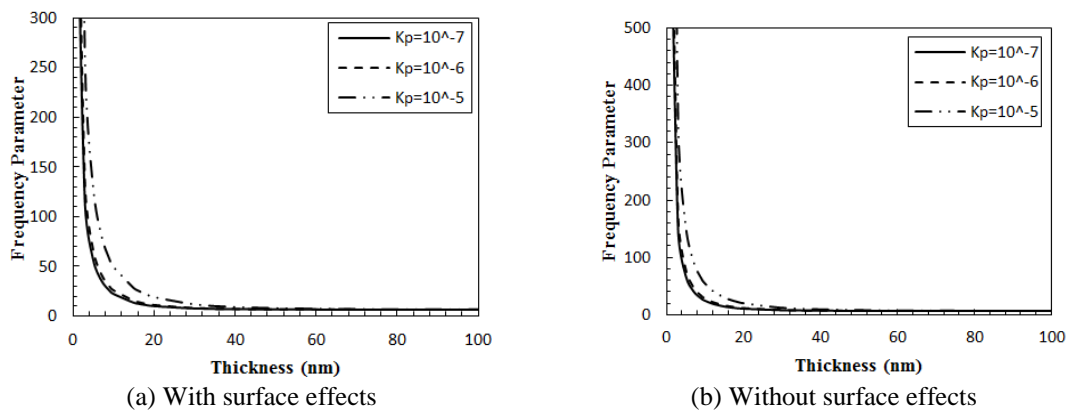 300
250
200
150
100
50
0
Frequency Parameter
Kp=10^-7
Kp=10^-6
Kp=10^-5
0 20 40 60 80 100
Thickness (nm)
(a) With surface effects
500
400
300
200
100
0
Frequency Parameter
Kp=10^-7
Kp=10^-6
Kp=10^-5
0 20 40 60 80 100
Thickness (nm)
(b) Without surface effects